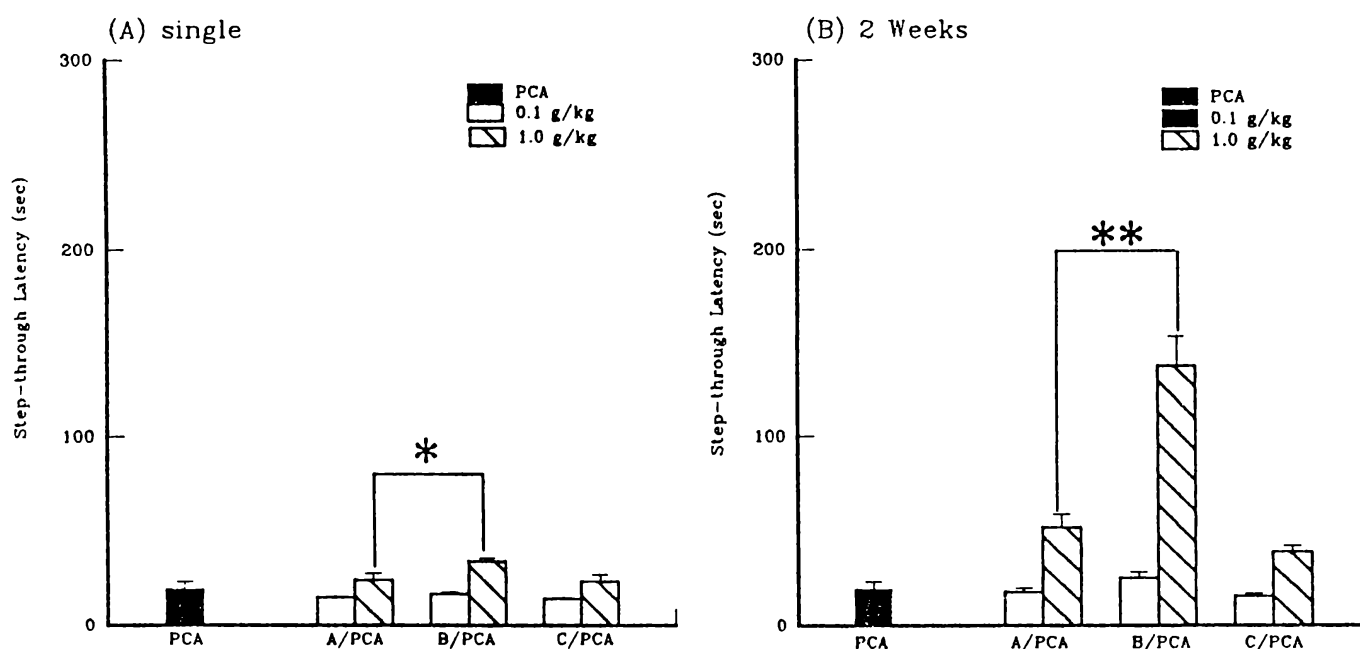 (A) single
300
200
100
0
Step-through Latency (sec)
PCA
0.1 g/kg
1.0 g/kg
*
PCA
A/PCA
B/PCA
C/PCA
(B) 2 Weeks
300
200
100
0
Step-through Latency (sec)
PCA
0.1 g/kg
1.0 g/kg
**
PCA
A/PCA
B/PCA
C/PCA